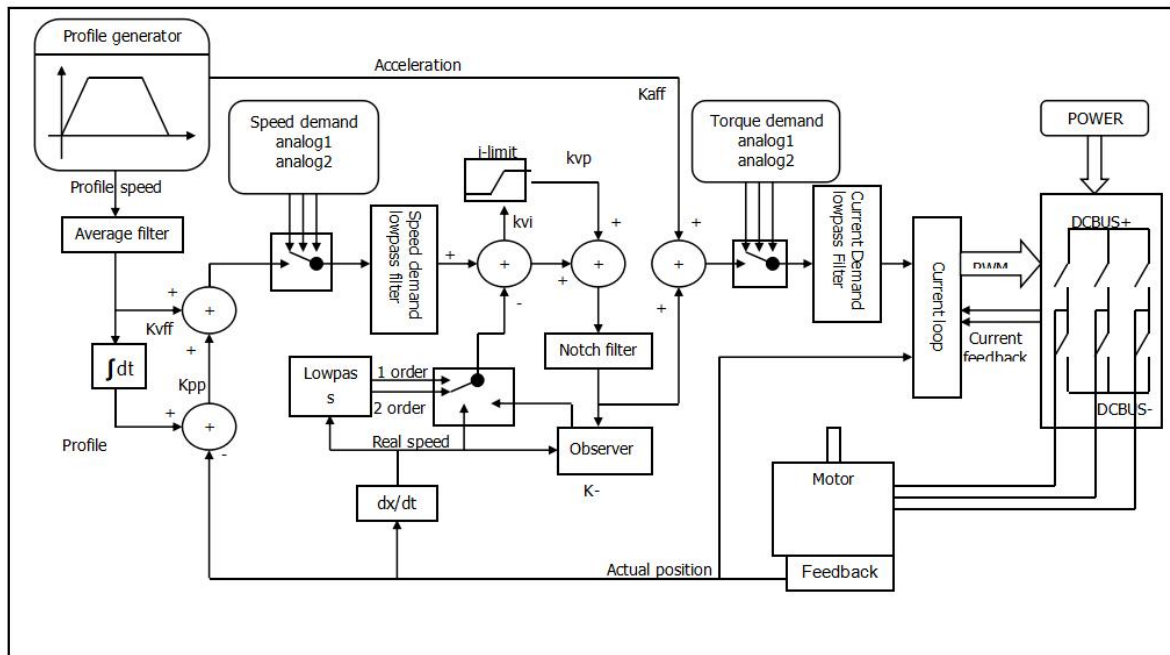 Profile generator
Acceleration
Kaff
Speed demand
analog1
analog2
Torque demand
analog1
analog2
POWER
i-limit
kvp
kvi
Profile speed
Average filter
Speed demand
lowpass filter
Current Demand
lowpass Filter
Current loop
DCBUS+
PWM
Current
feedback
DCBUS-
+
+
+
+
+
+
+
+
+
-
+
+
+
+
+
+
-
Kvff
∫dt
Kpp
Profile
Lowpas
s
1 order
2 order
Real speed
Notch filter
Observer
K-
dx/dt
Motor
Feedback
Actual position